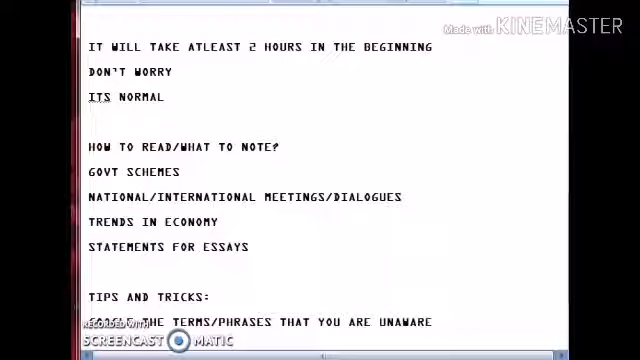 Made with KINEMASTER
IT WILL TAKE ATLEAST 2 HOURS IN THE BEGINNING
DON'T WORRY
ITS NORMAL
HOW TO READ/WHAT TO NOTE?
GOVT SCHEMES
NATIONAL/INTERNATIONAL MEETINGS/DIALOGUES
TRENDS IN ECONOMY
STATEMENTS FOR ESSAYS
TIPS AND TRICKS:
THE TERMS/PHRASES THAT YOU ARE UNAWARE
RECORDED WITH
SCREENCAST MATIC